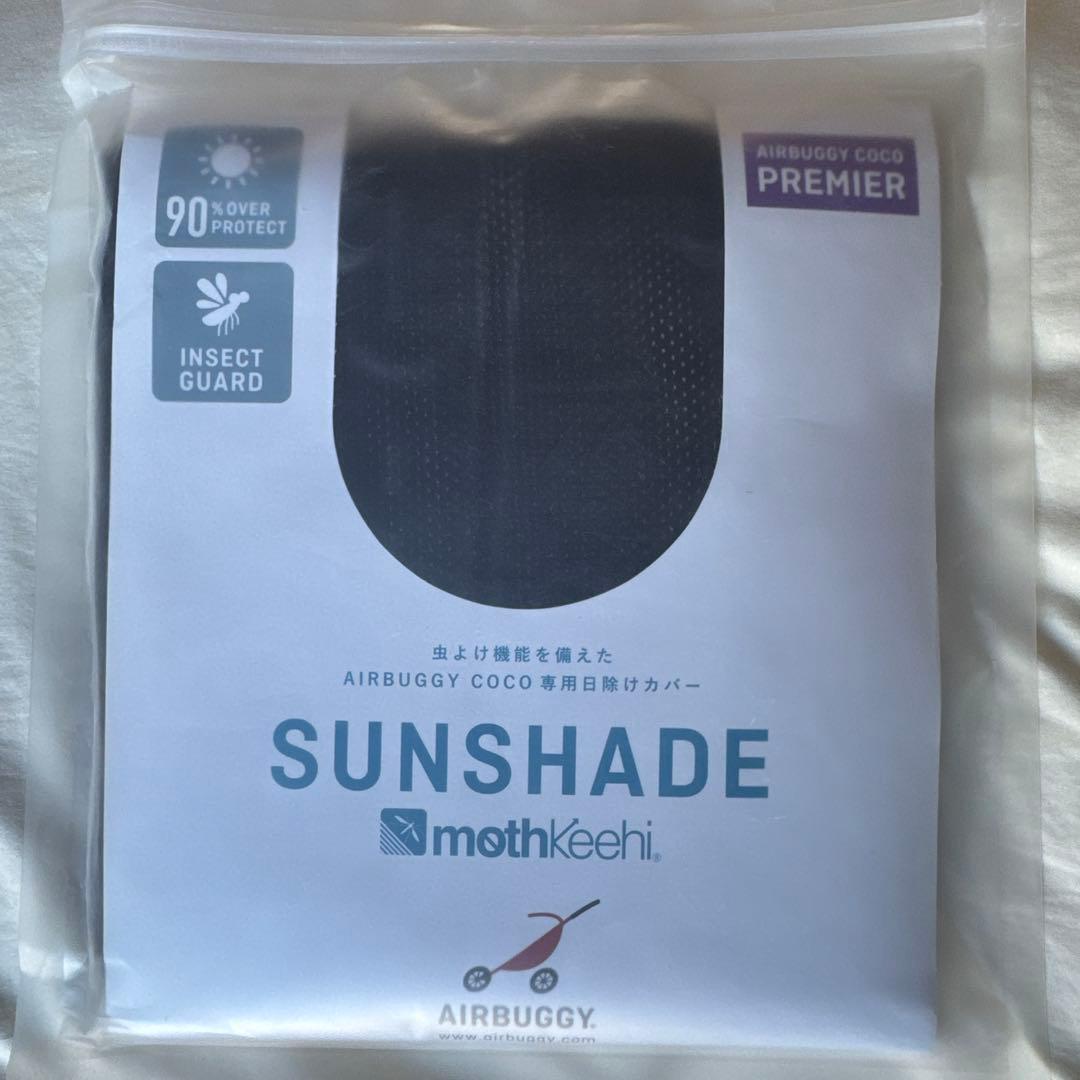 90% OVER
PROTECT
INSECT
GUARD
AIRBUGGY COCO
PREMIER
虫よけ機能を備えた
AIRBUGGY COCO 専用日除けカバー
SUNSHADE
mothKeehi®
AIRBUGGY.
www.airbuggy.com